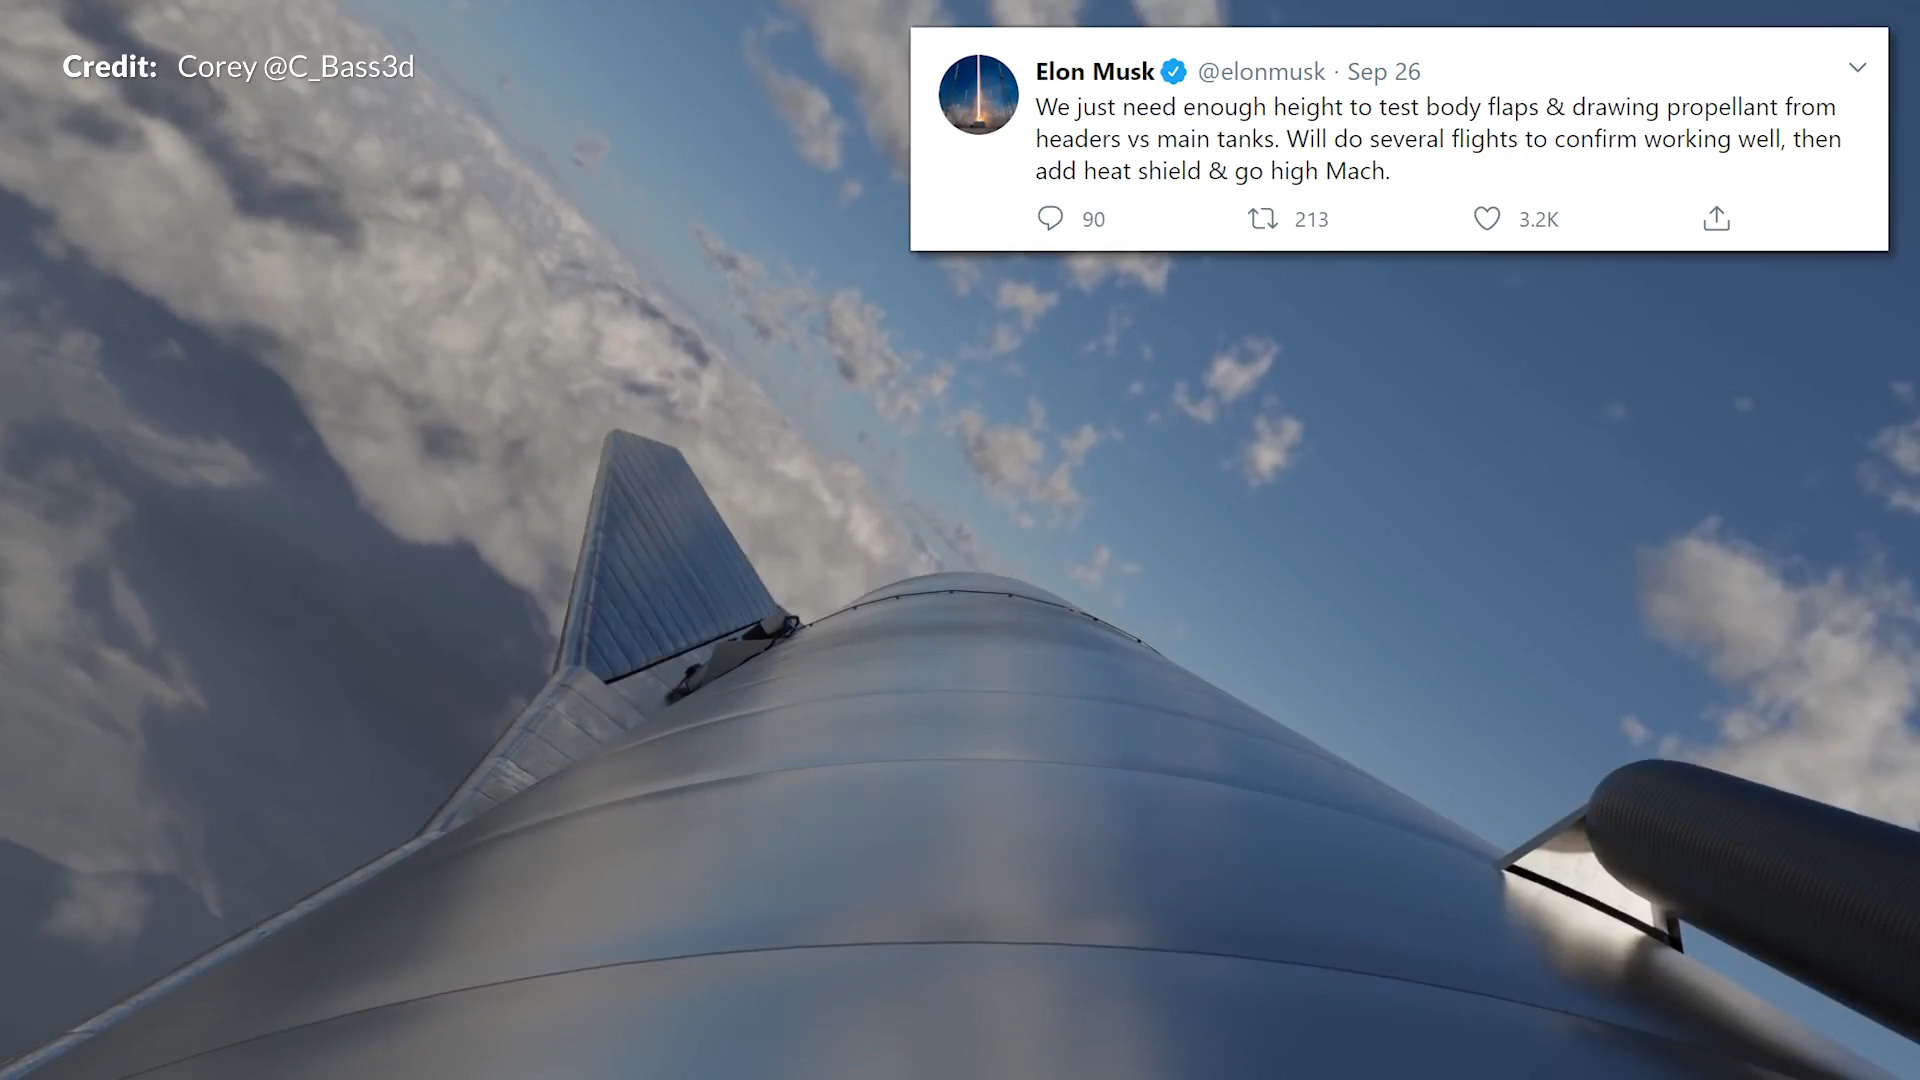 Credit: Corey @C_Bass3d
Elon Musk @elonmusk · Sep 26
We just need enough height to test body flaps & drawing propellant from
headers vs main tanks. Will do several flights to confirm working well, then
add heat shield & go high Mach.
90 213 3.2K